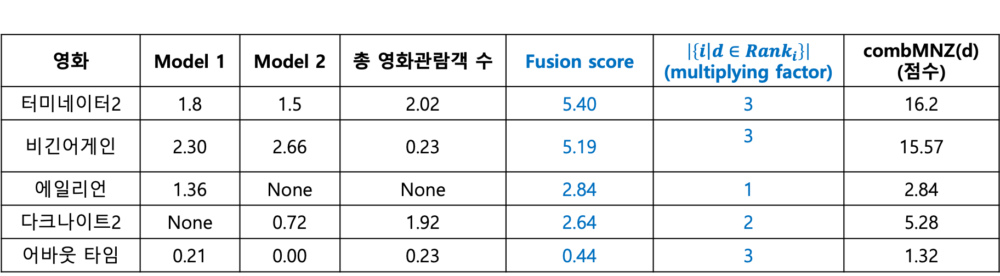 영화 Model 1 Model 2 총 영화관람객 수 Fusion score |{i|d ∈ Rankᵢ}| (multiplying factor) combMNZ(d) (점수)
터미네이터2 1.8 1.5 2.02 5.40 3 16.2
비긴어게인 2.30 2.66 0.23 5.19 3 15.57
에일리언 1.36 None None 2.84 1 2.84
다크나이트2 None 0.72 1.92 2.64 2 5.28
어바웃 타임 0.21 0.00 0.23 0.44 3 1.32